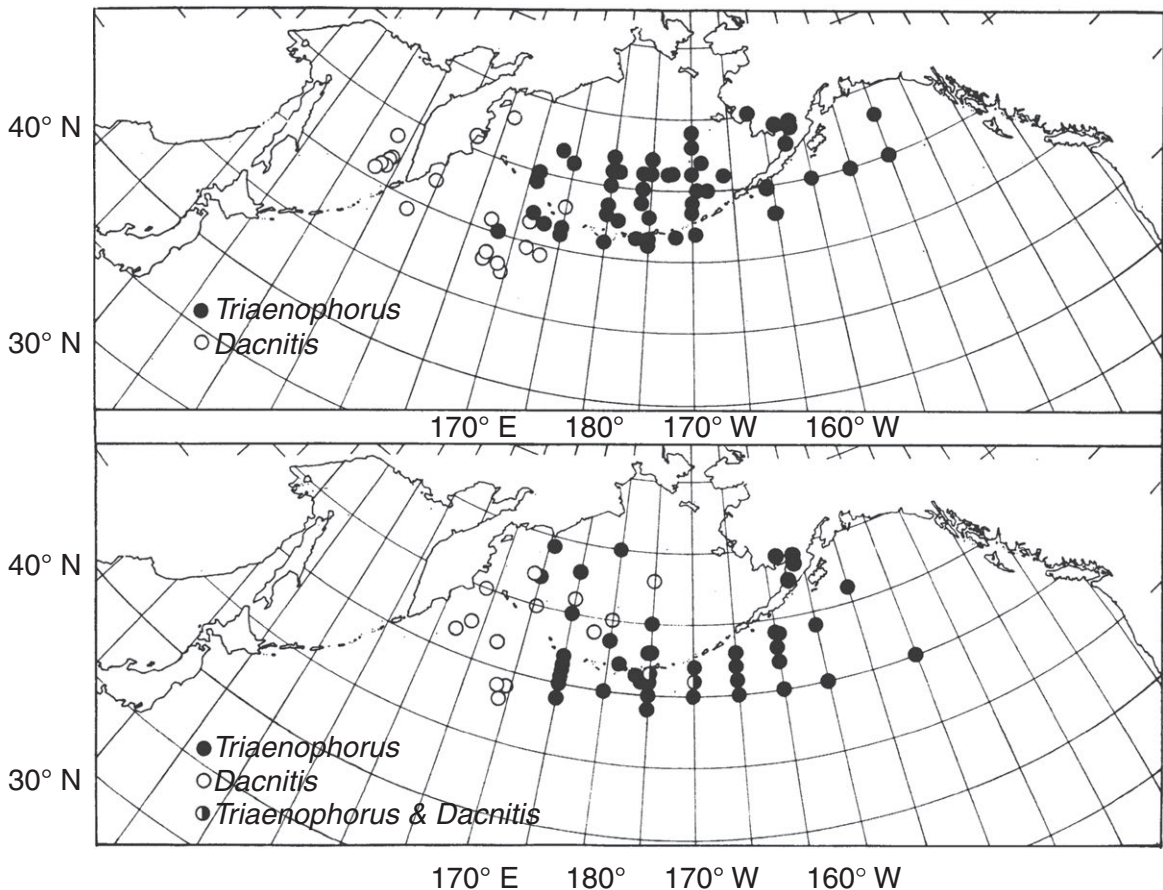 40° N
Triaenophorus
30° N
Dacnitis
170° E 180° 170° W 160° W
40° N
Triaenophorus
30° N
Dacnitis
Triaenophorus & Dacnitis
170° E 180° 170° W 160° W